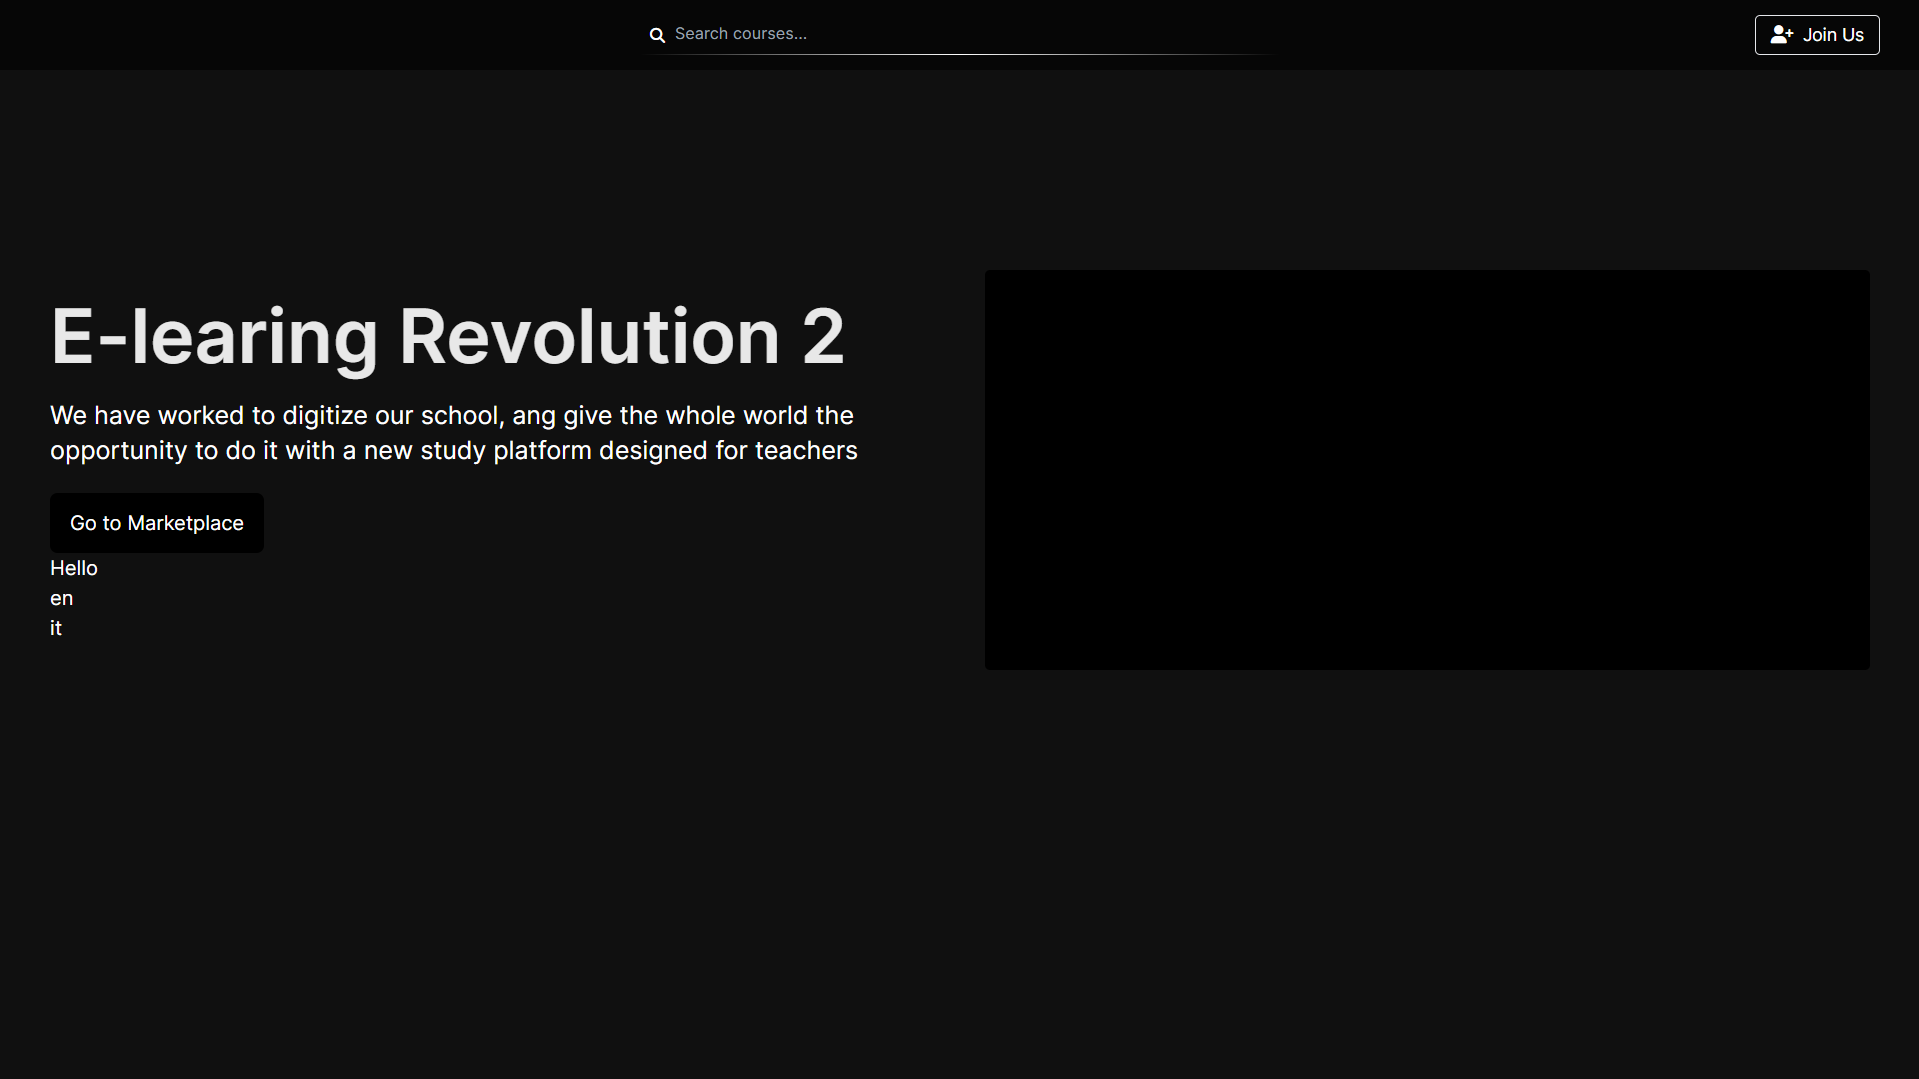 Search courses...
Join Us
E-learing Revolution 2
We have worked to digitize our school, ang give the whole world the
opportunity to do it with a new study platform designed for teachers
Go to Marketplace
Hello
en
it